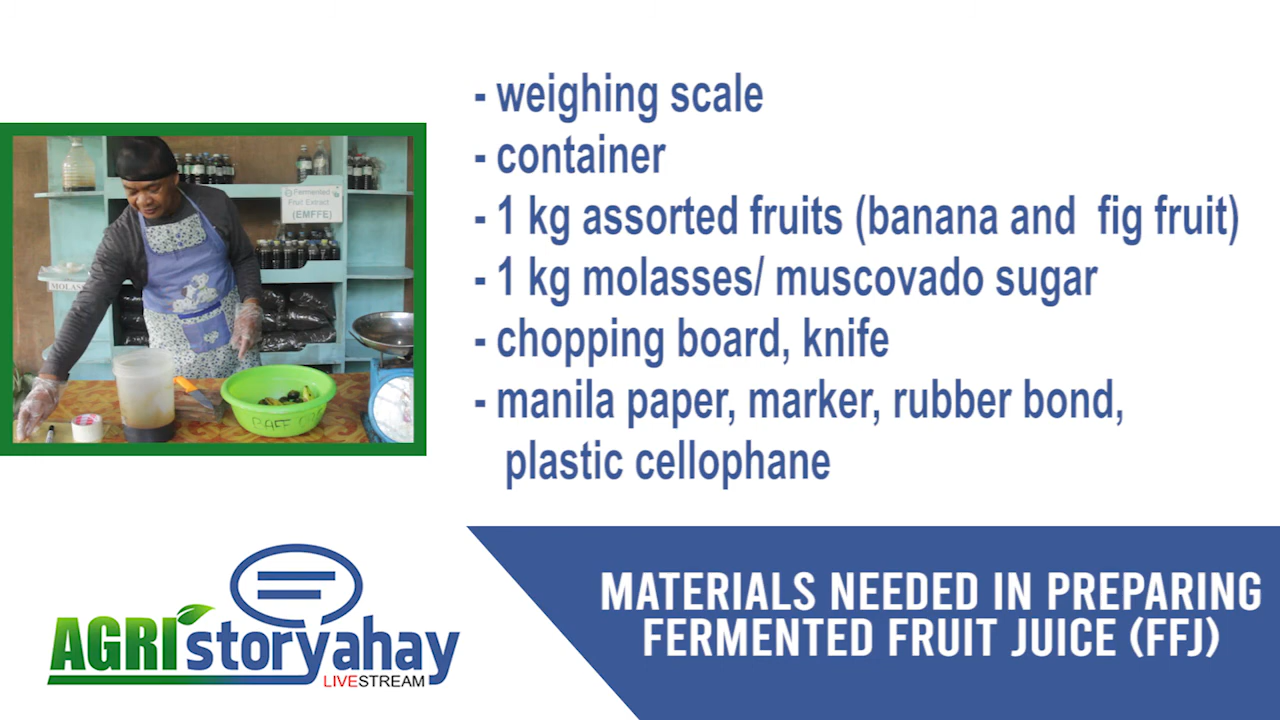 - weighing scale
- container
- 1 kg assorted fruits (banana and fig fruit)
- 1 kg molasses/ muscovado sugar
- chopping board, knife
- manila paper, marker, rubber bond,
plastic cellophane
Fermented
Fruit Extract
(EMFFE)
MOLASS
AGRIstoryahay
LIVESTREAM
MATERIALS NEEDED IN PREPARING
FERMENTED FRUIT JUICE (FFJ)